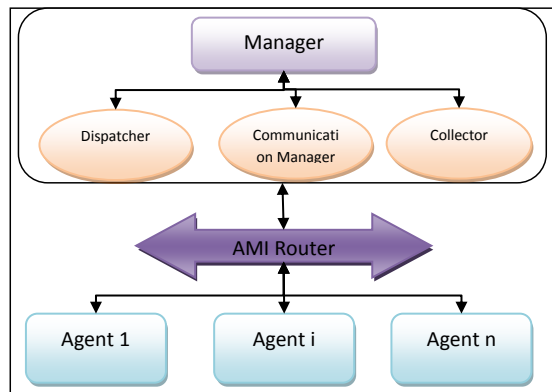 Manager
Dispatcher
Communicati
on Manager
Collector
AMI Router
Agent 1
Agent i
Agent n